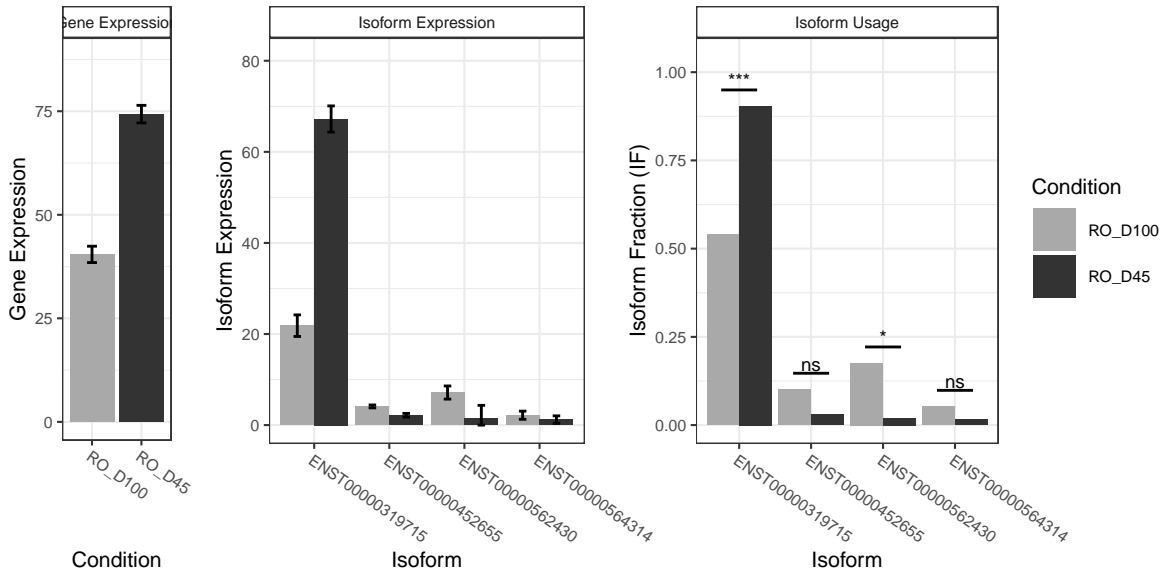 Gene Expression
Isoform Expression
Isoform Usage
Gene Expression
75
50
25
0
RO_D100
RO_D45
Condition
Isoform Expression
80
60
40
20
0
ENST00000319715
ENST00000452655
ENST00000562430
ENST00000564314
Isoform
Isoform Fraction (IF)
1.00
0.75
0.50
0.25
0.00
***
ns
*
ns
ENST00000319715
ENST00000452655
ENST00000562430
ENST00000564314
Isoform
Condition
RO_D100
RO_D45